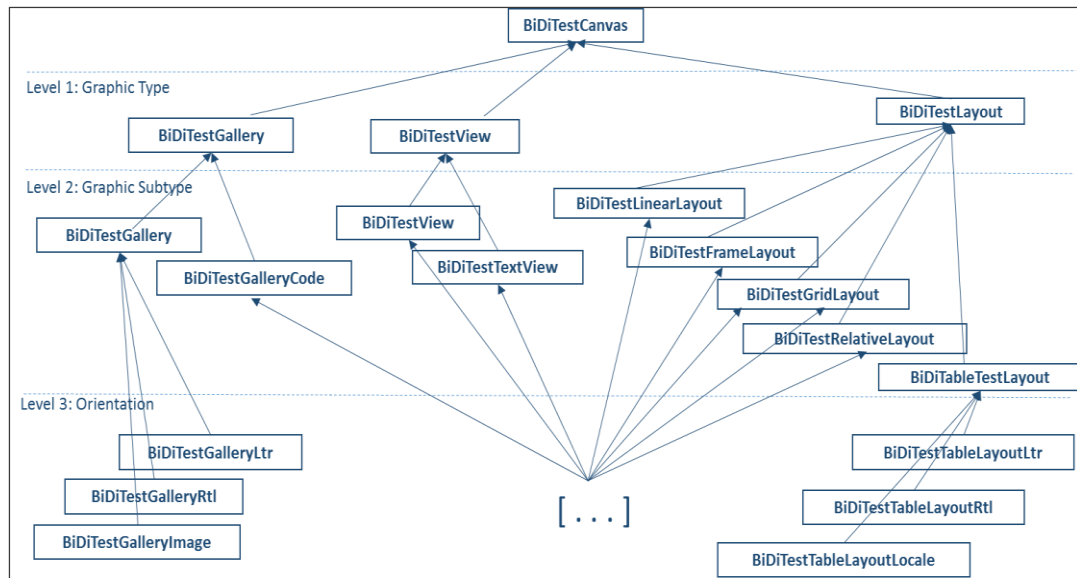 BiDiTestCanvas
Level 1: Graphic Type
BiDiTestGallery
BiDiTestView
BiDiTestLayout
Level 2: Graphic Subtype
BiDiTestGallery
BiDiTestGalleryCode
BiDiTestView
BiDiTestTextView
BiDiTestLinearLayout
BiDiTestFrameLayout
BiDiTestGridLayout
BiDiTestRelativeLayout
BiDiTableTestLayout
Level 3: Orientation
BiDiTestGalleryLtr
BiDiTestGalleryRtl
BiDiTestGalleryImage
[ . . . ]
BiDiTestTableLayoutLtr
BiDiTestTableLayoutRtl
BiDiTestTableLayoutLocale